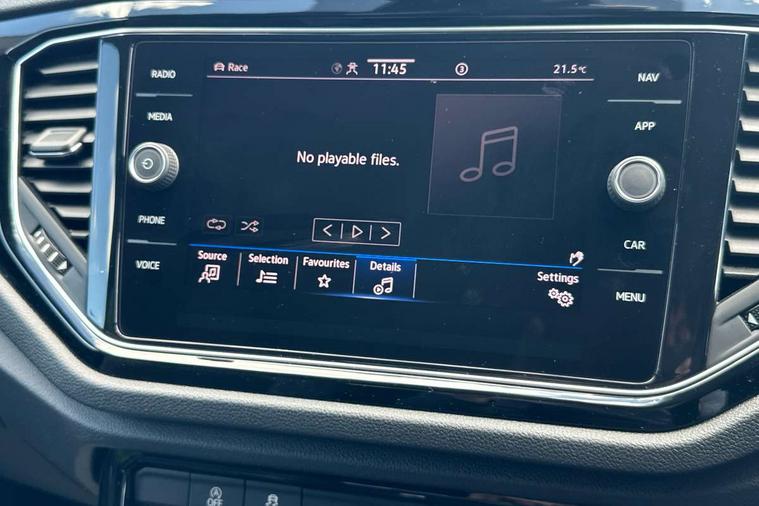 RADIO
MEDIA
PHONE
VOICE
Race
11:45
3
21.5°C
No playable files.
Source
Selection
Favourites
Details
Settings
NAV
APP
CAR
MENU
A
OFF